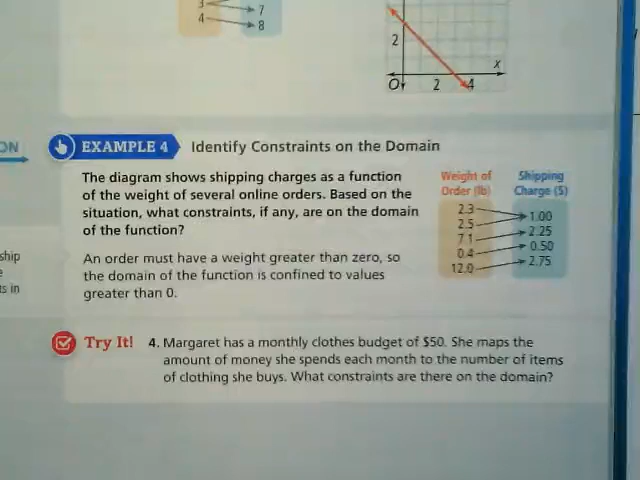 3
4
7
8
2
x
O
2
4
ON
EXAMPLE 4 Identify Constraints on the Domain
The diagram shows shipping charges as a function
of the weight of several online orders. Based on the
situation, what constraints, if any, are on the domain
of the function?
An order must have a weight greater than zero, so
the domain of the function is confined to values
greater than 0.
Weight of
Order (lb)
2.3
2.5
7.1
0.4
12.0
Shipping
Charge ($)
1.00
2.25
0.50
2.75
ship
e
ts in
Try It! 4. Margaret has a monthly clothes budget of $50. She maps the
amount of money she spends each month to the number of items
of clothing she buys. What constraints are there on the domain?